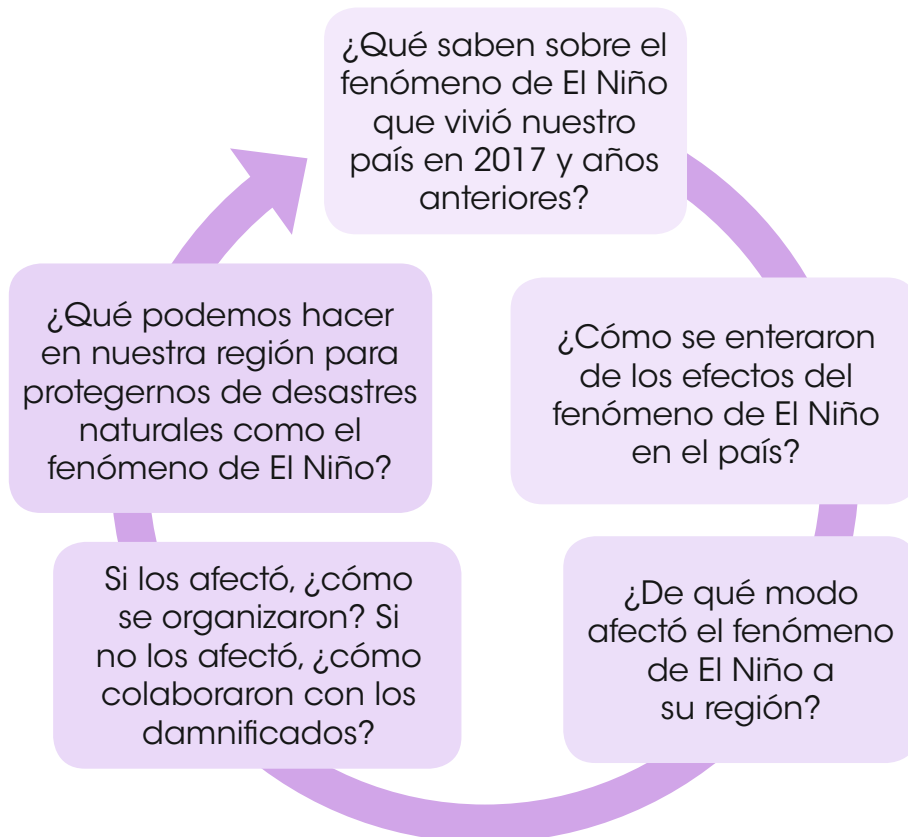 ¿Qué saben sobre el
fenómeno de El Niño
que vivió nuestro
país en 2017 y años
anteriores?
¿Cómo se enteraron
de los efectos del
fenómeno de El Niño
en el país?
¿De qué modo
afectó el fenómeno
de El Niño a
su región?
Si los afectó, ¿cómo
se organizaron? Si
no los afectó, ¿cómo
colaboraron con los
damnificados?
¿Qué podemos hacer
en nuestra región para
protegernos de desastres
naturales como el
fenómeno de El Niño?